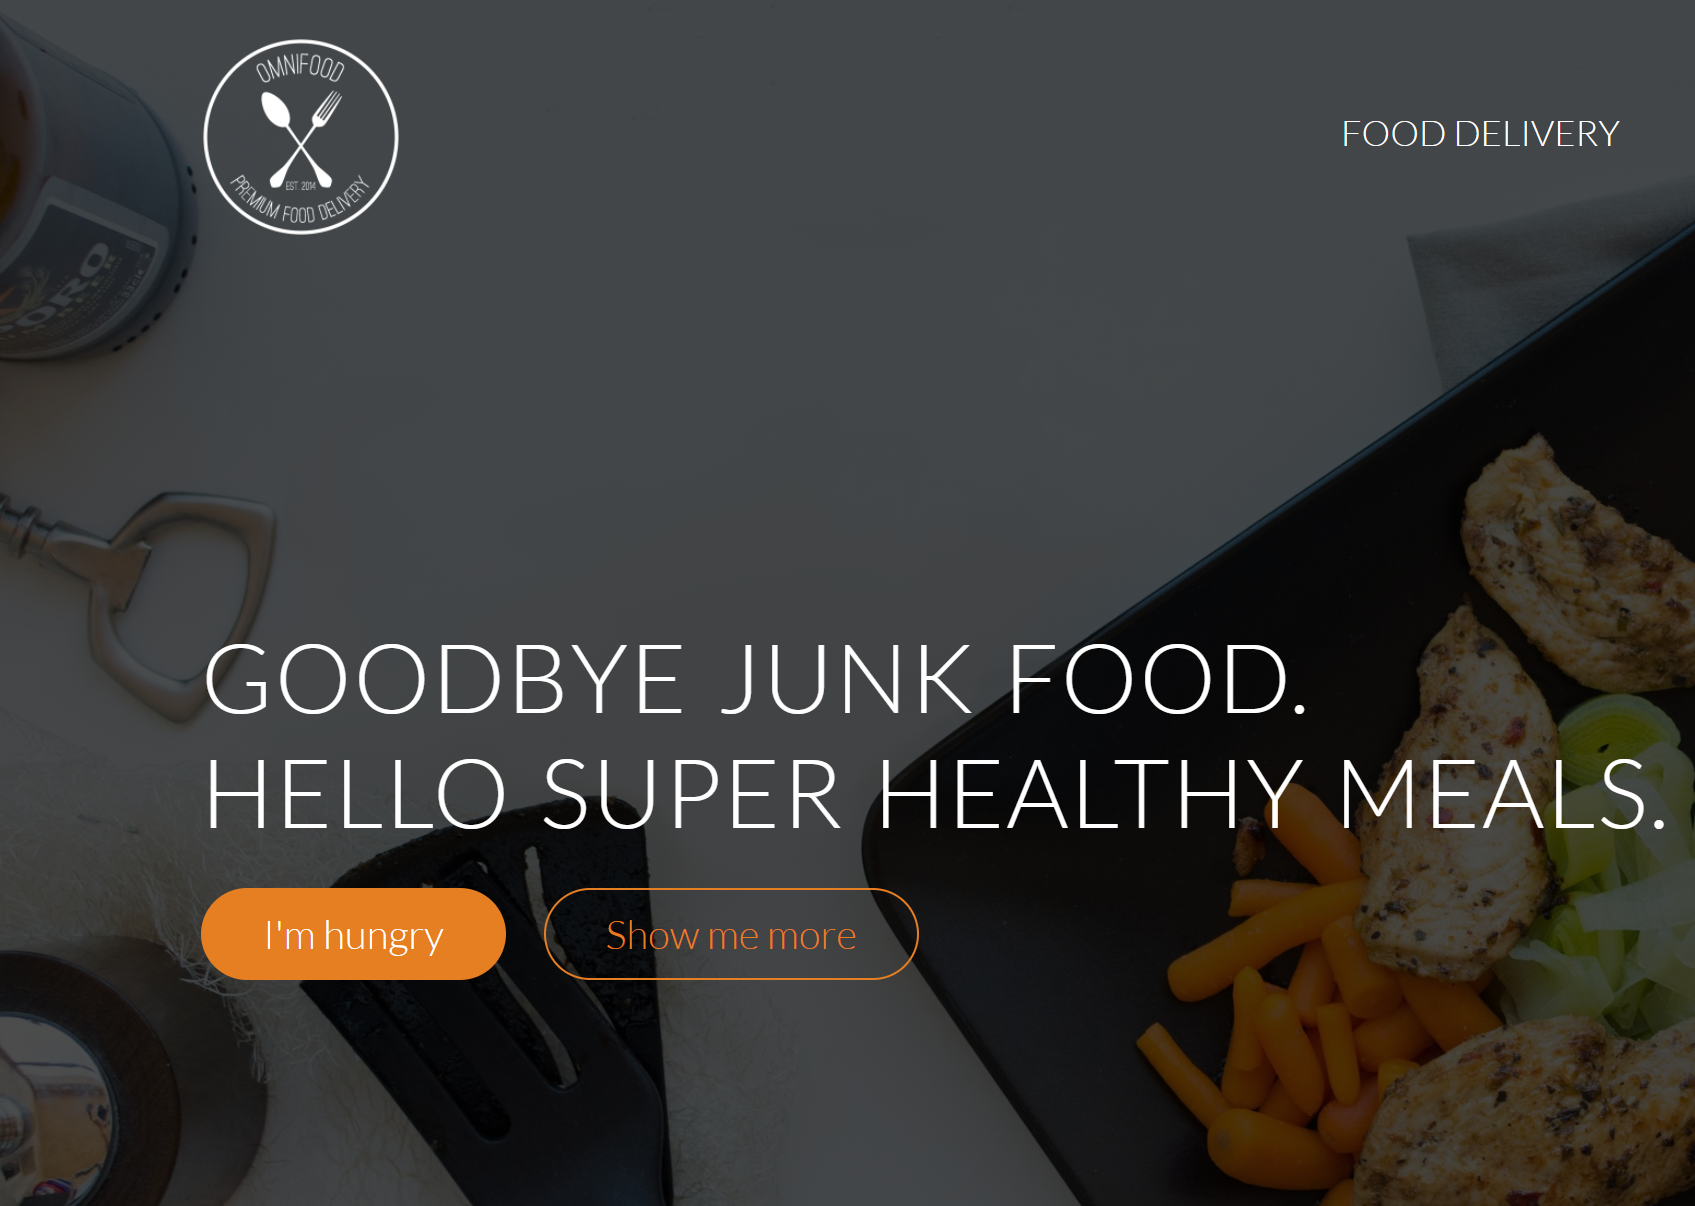 OMNIFOOD
EST. 2014
PREMIUM FOOD DELIVERY
FOOD DELIVERY
GOODBYE JUNK FOOD.
HELLO SUPER HEALTHY MEALS.
I'm hungry
Show me more